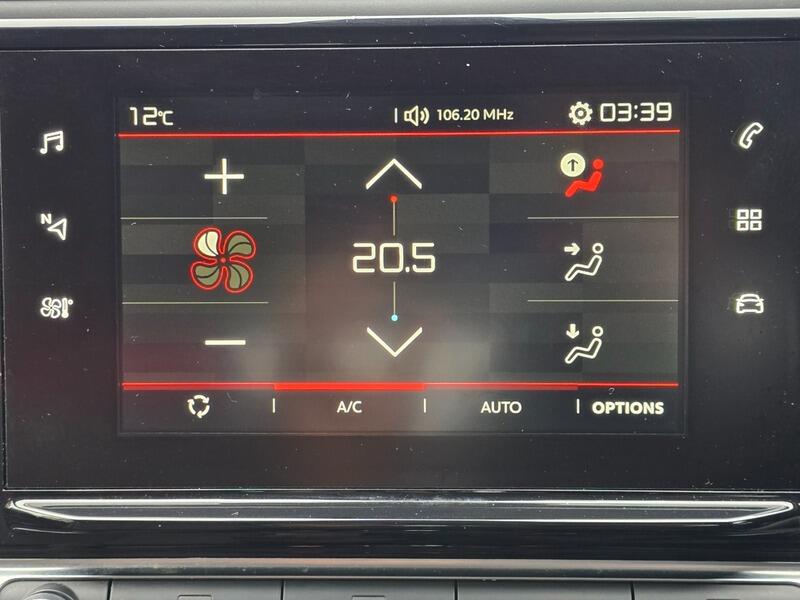 12°C
106.20 MHz
03:39
N
20.5
A/C
AUTO
OPTIONS